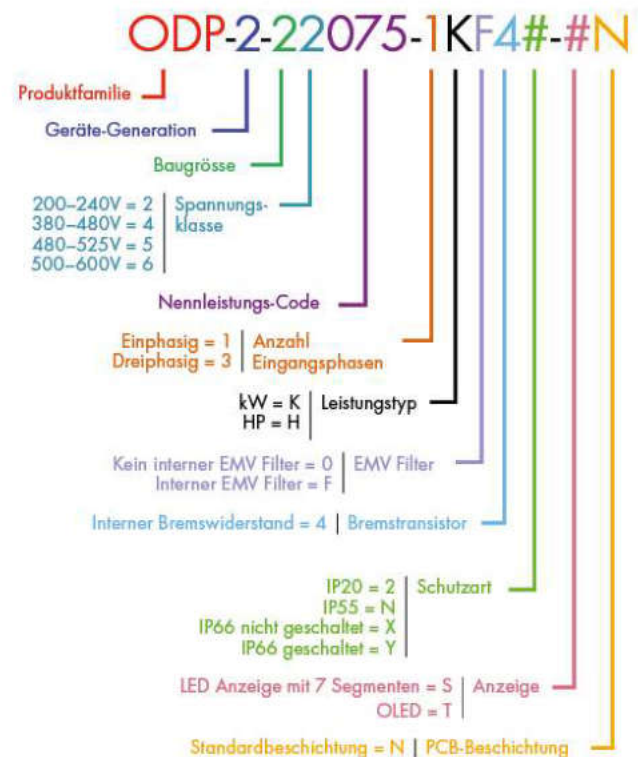 ODP-2-22075-1KF4#-#N
Produktfamilie
Geräte-Generation
Baugrösse
200–240V = 2 | Spannungs-
380–480V = 4 | klasse
480–525V = 5
500–600V = 6
Nennleistungs-Code
Einphasig = 1 | Anzahl
Dreiphasig = 3 | Eingangsphasen
kW = K | Leistungstyp
HP = H
Kein interner EMV Filter = 0 | EMV Filter
Interner EMV Filter = F
Interner Bremswiderstand = 4 | Bremstransistor
IP20 = 2 | Schutzart
IP55 = N
IP66 nicht geschaltet = X
IP66 geschaltet = Y
LED Anzeige mit 7 Segmenten = S | Anzeige
OLED = T
Standardbeschichtung = N | PCB-Beschichtung